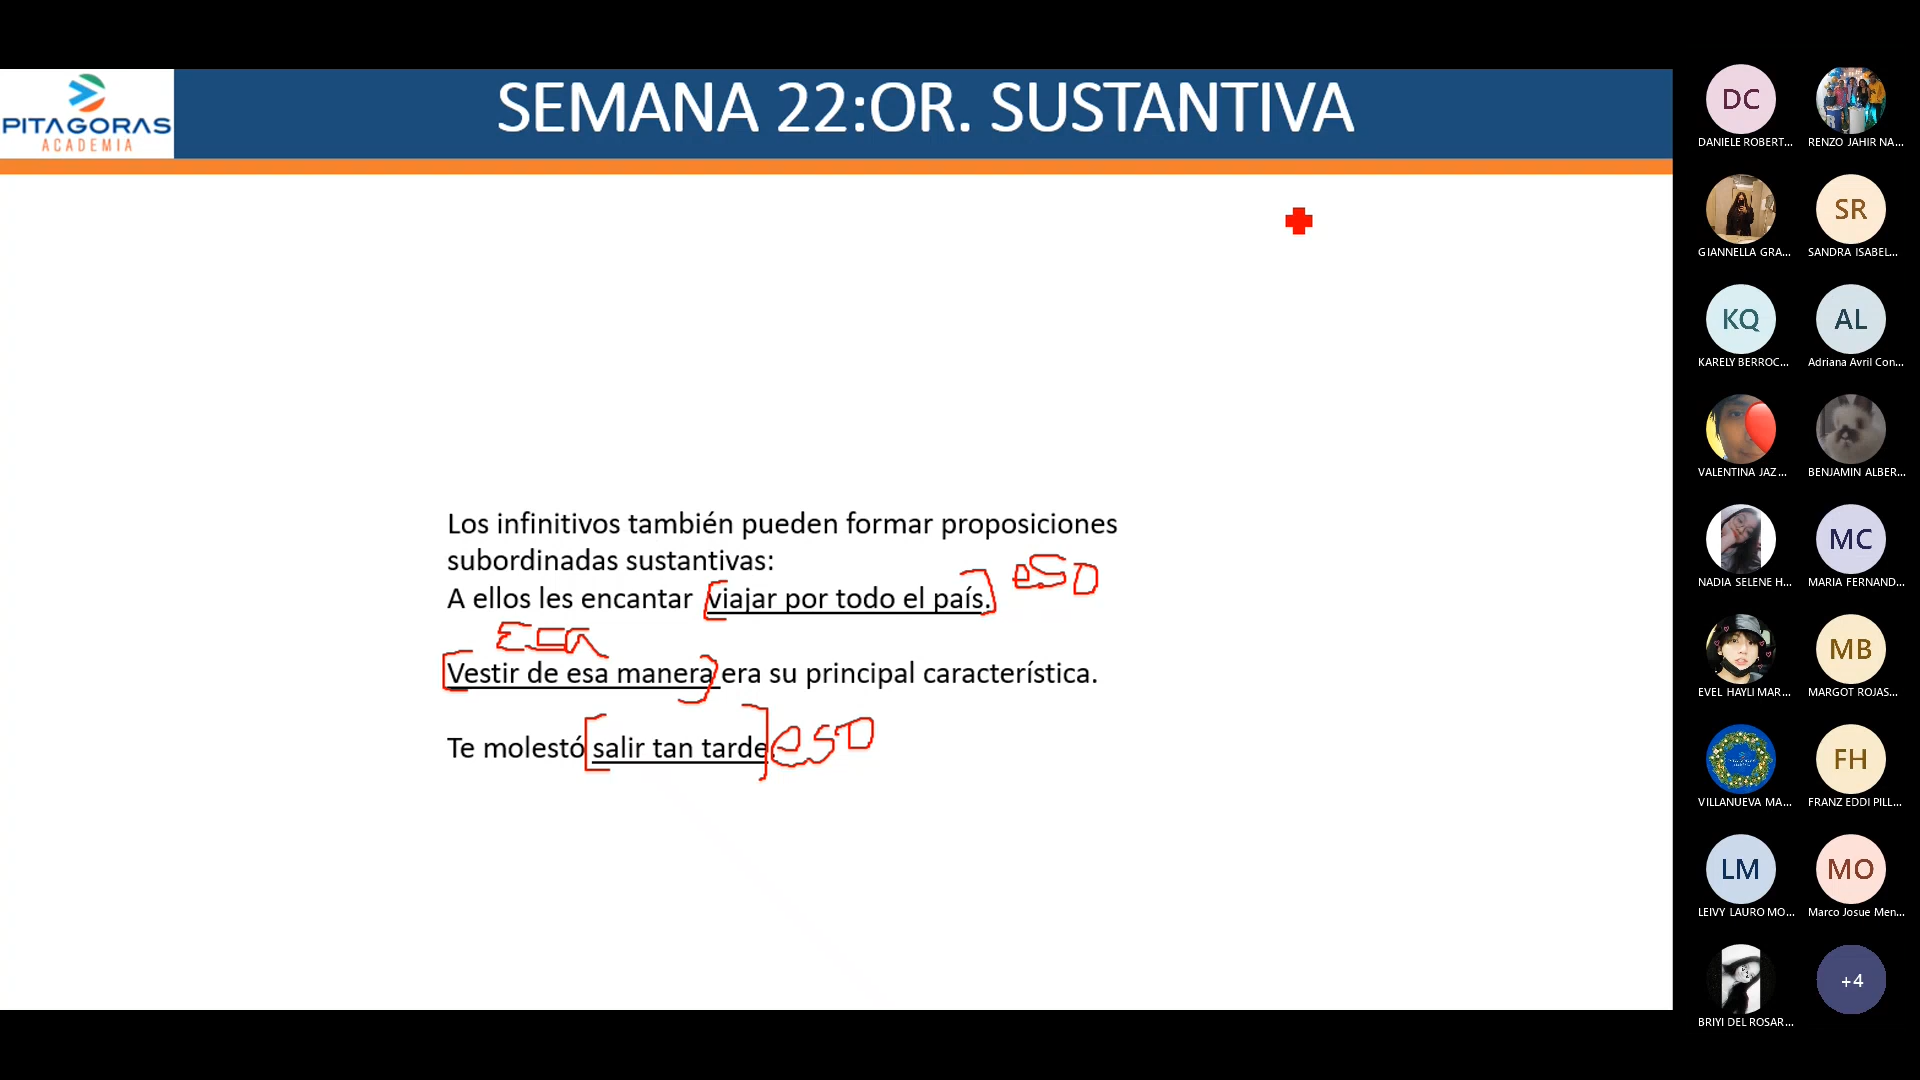 PITAGORAS
ACADEMIA
SEMANA 22:OR. SUSTANTIVA
Los infinitivos también pueden formar proposiciones
subordinadas sustantivas:
eso
A ellos les encantar viajar por todo el país.
Vestir de esa manera era su principal característica.
Te molestó salir tan tarde
eso
DC
DANIELE ROBERT...
RENZO JAHIR NA...
GIANNELLA GRA...
SR
SANDRA ISABEL...
KQ
KARELY BERROC...
AL
Adriana Avril Con...
VALENTINA JAZ...
BENJAMIN ALBER...
NADIA SELENE H...
MC
MARIA FERNAND...
EVEL HAYLI MAR...
MB
MARGOT ROJAS...
VILLANUEVA MA...
FH
FRANZ EDDI PILL...
LM
LEIVY LAURO MO...
MO
Marco Josue Men...
BRIYI DEL ROSAR...
+4